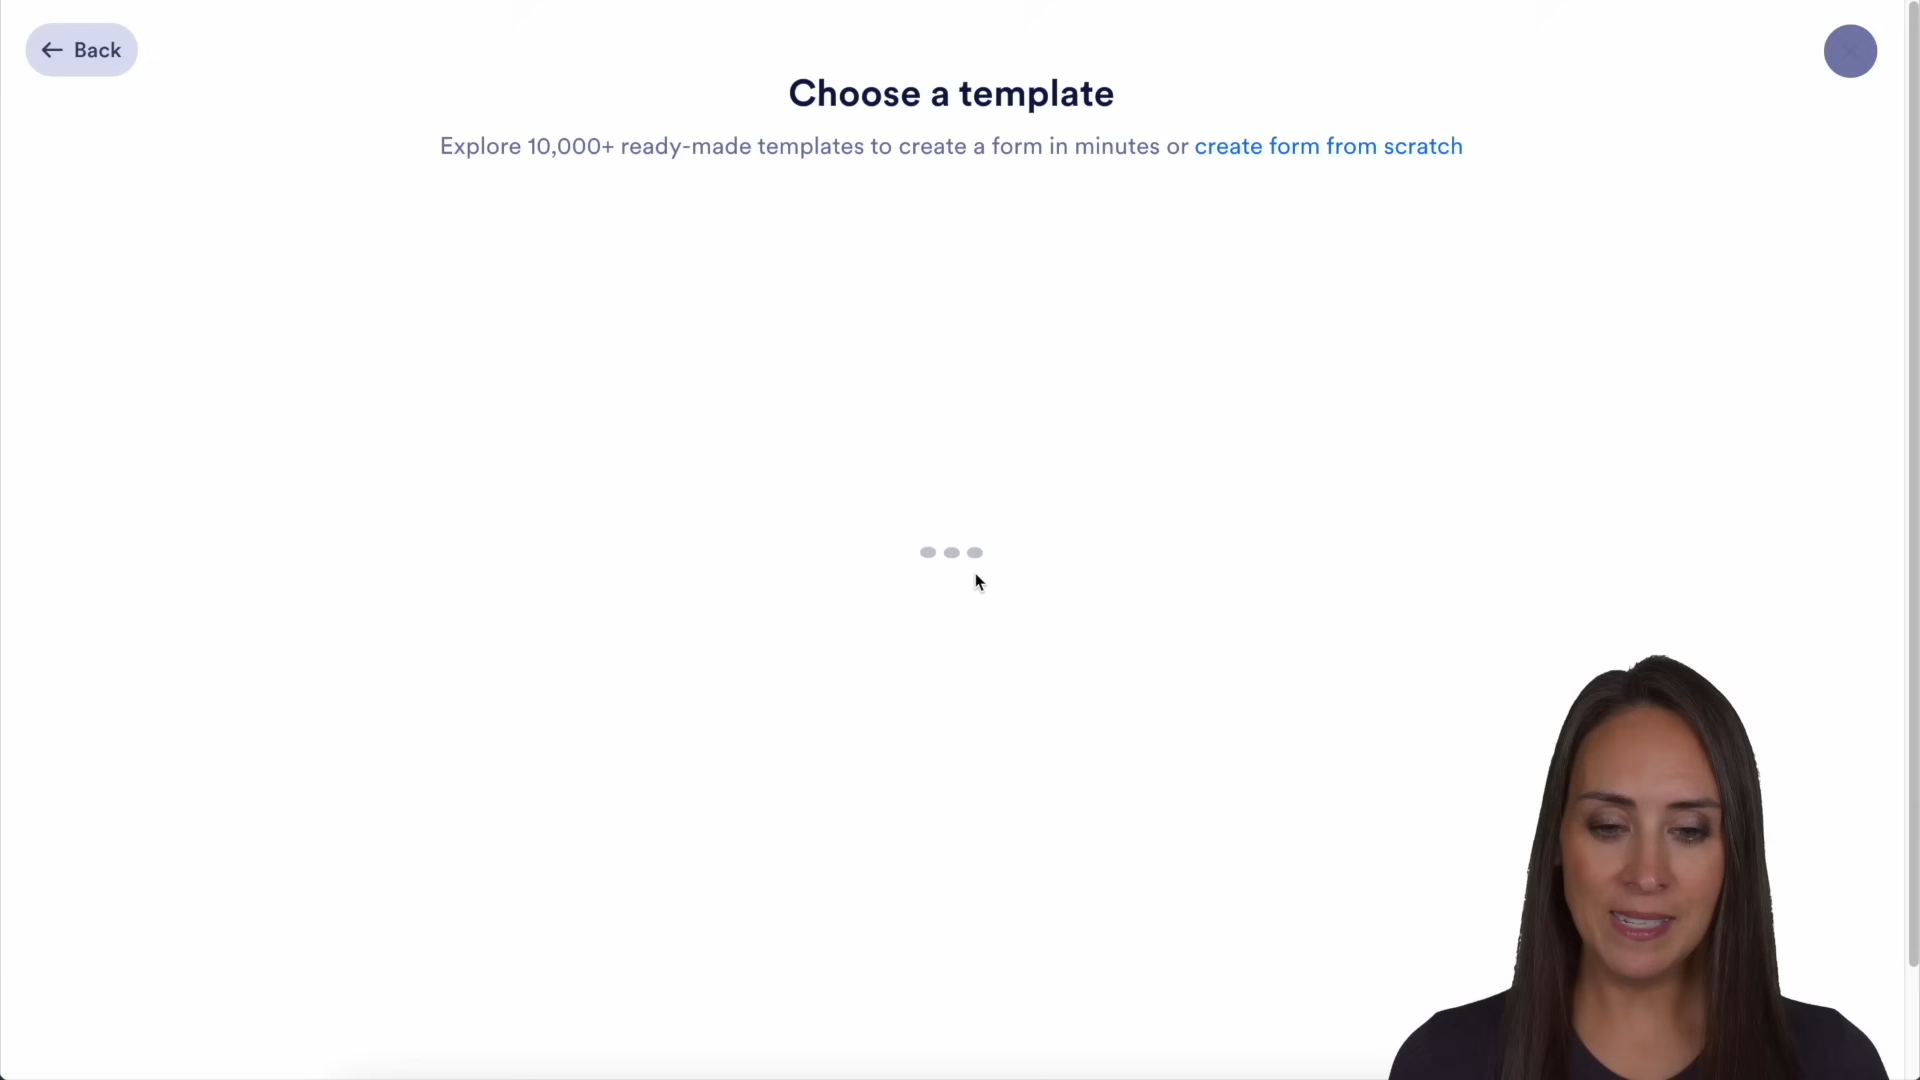 Back
Choose a template
Explore 10,000+ ready-made templates to create a form in minutes or create form from scratch